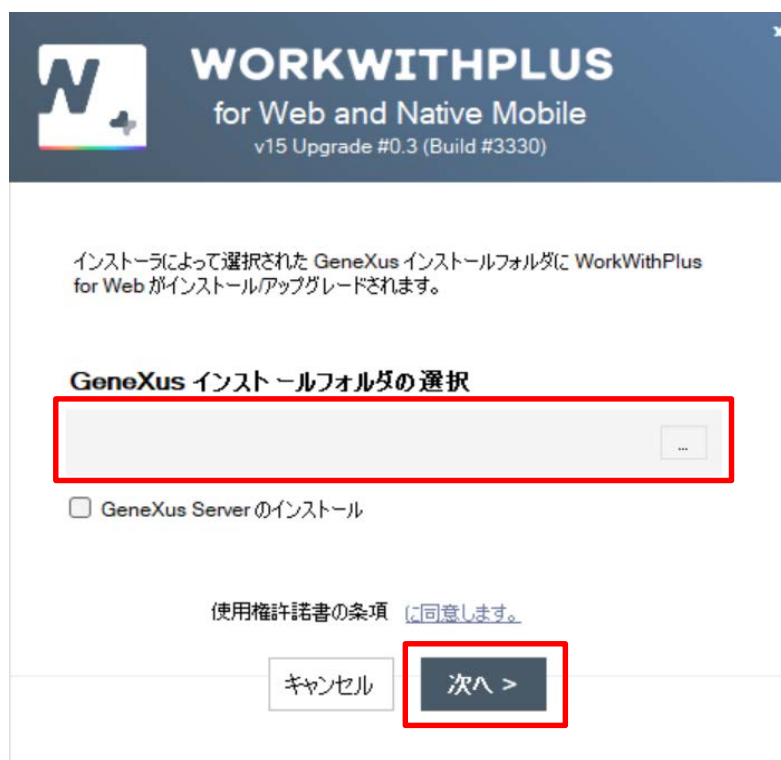 WORKWITHPLUS
for Web and Native Mobile
v15 Upgrade #0.3 (Build #3330)
インストーラによって選択された GeneXus インストールフォルダに WorkWithPlus
for Web がインストール/アップグレードされます。
GeneXus インストールフォルダの選択
...
GeneXus Server のインストール
使用権許諾書の条項 に同意します。
キャンセル 次へ >